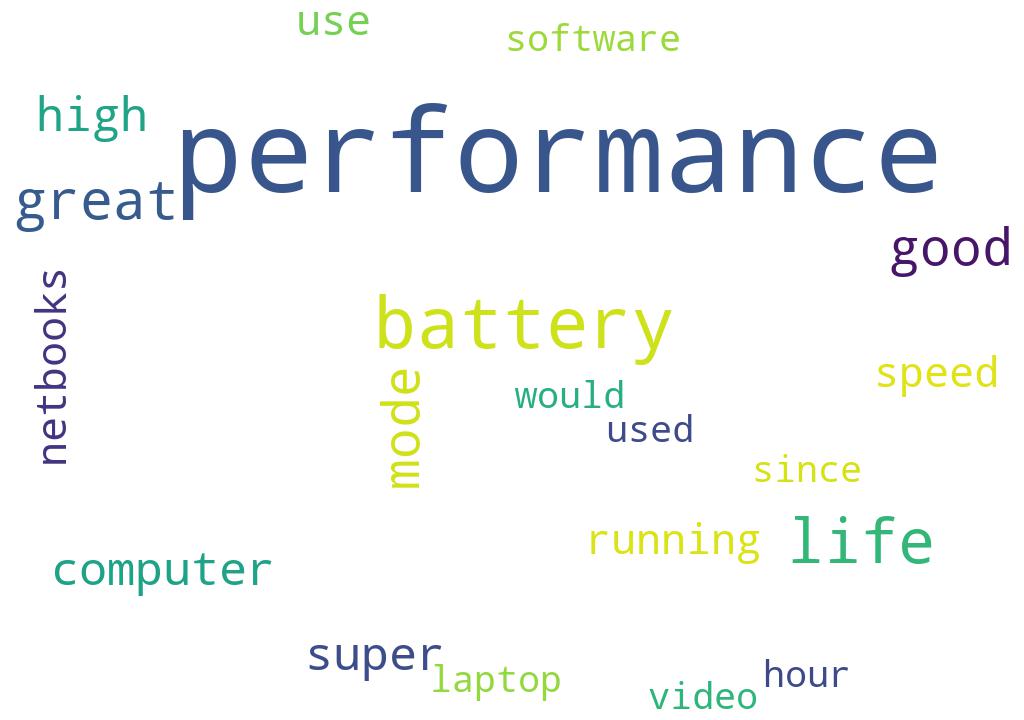 use
software
high
performance
great
good
netbooks
battery
speed
mode
would
used
since
running
life
computer
super
laptop
hour
video